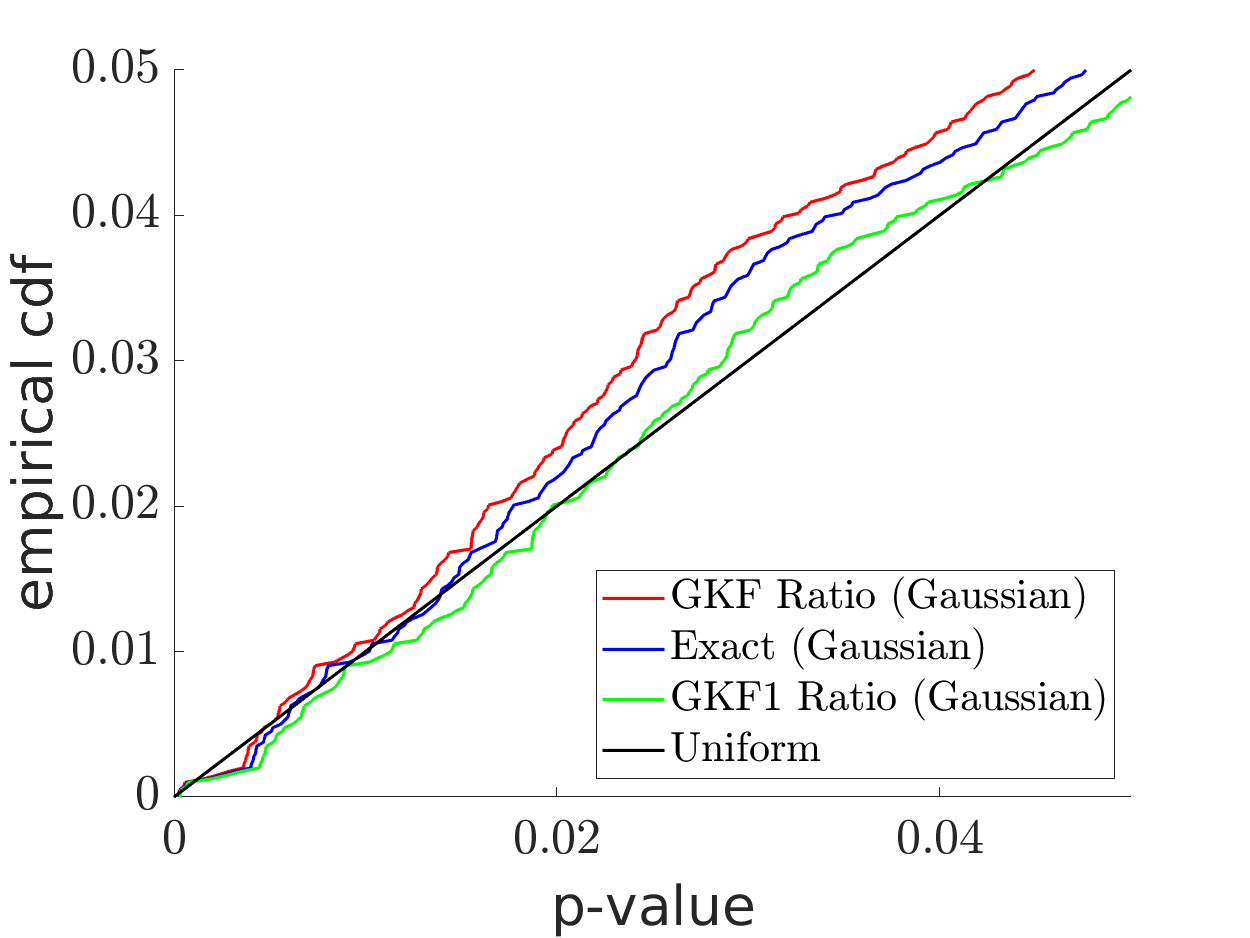 0.05
0.04
0.03
0.02
0.01
0
empirical cdf
GKF Ratio (Gaussian)
Exact (Gaussian)
GKF1 Ratio (Gaussian)
Uniform
0
0.02
0.04
p-value